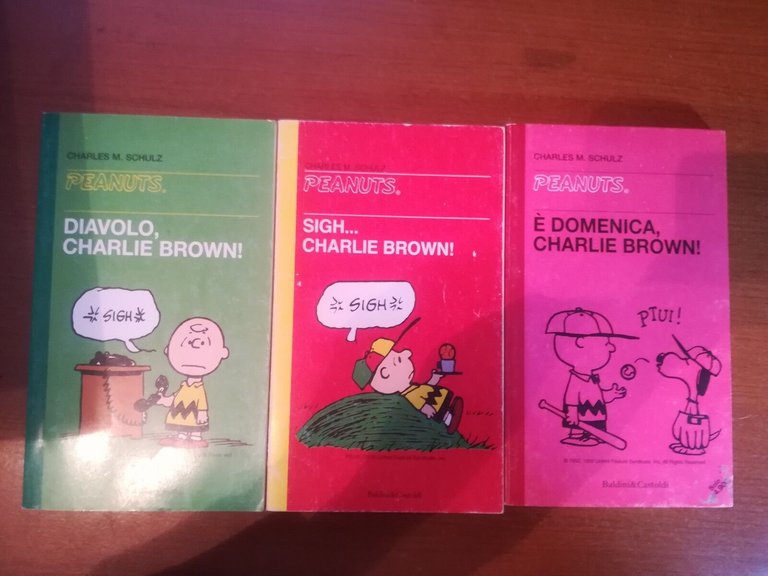 CHARLES M. SCHULZ
PEANUTS®
DIAVOLO,
CHARLIE BROWN!
SIGH
CHARLES M. SCHULZ
PEANUTS®
SIGH...
CHARLIE BROWN!
SIGH
Baldini&Castoldi
CHARLES M. SCHULZ
PEANUTS®
È DOMENICA,
CHARLIE BROWN!
PTUI!
Baldini&Castoldi